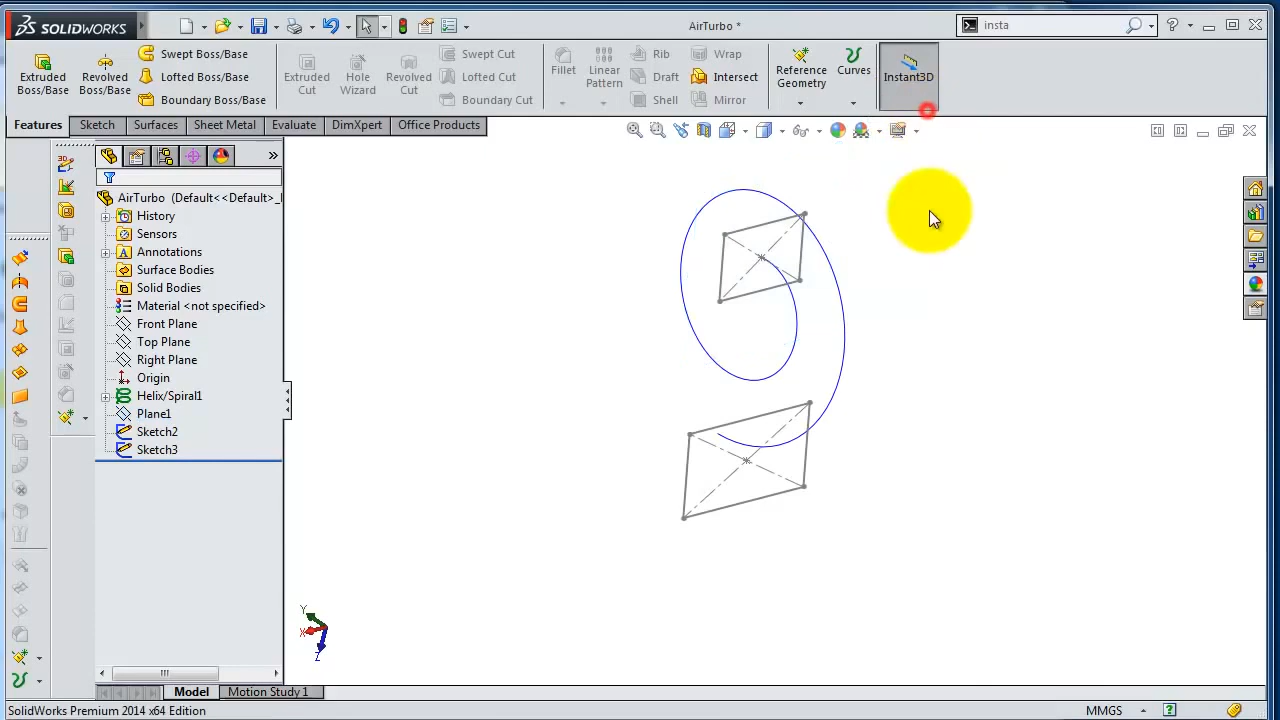 SOLIDWORKS
AirTurbo *
insta
Extruded Boss/Base
Revolved Boss/Base
Swept Boss/Base
Lofted Boss/Base
Boundary Boss/Base
Extruded Cut
Hole Wizard
Revolved Cut
Swept Cut
Lofted Cut
Boundary Cut
Fillet
Linear Pattern
Rib
Draft
Shell
Wrap
Intersect
Mirror
Reference Geometry
Curves
Instant3D
Features
Sketch
Surfaces
Sheet Metal
Evaluate
DimXpert
Office Products
3D
AirTurbo (Default<<Default>_
History
Sensors
Annotations
Surface Bodies
Solid Bodies
Material <not specified>
Front Plane
Top Plane
Right Plane
Origin
Helix/Spiral1
Plane1
Sketch2
Sketch3
Y
X
Z
Model
Motion Study 1
SolidWorks Premium 2014 x64 Edition
MMGS